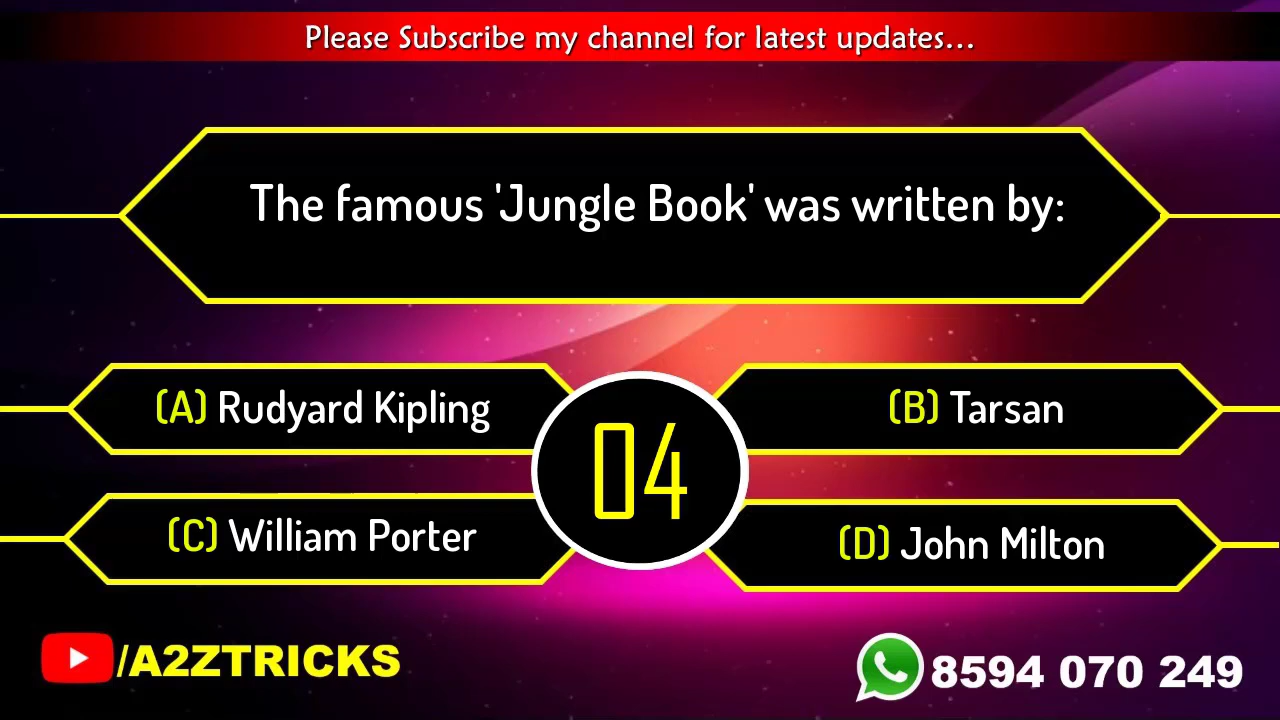 Please Subscribe my channel for latest updates...
The famous 'Jungle Book' was written by:
(A) Rudyard Kipling
(B) Tarsan
04
(C) William Porter
(D) John Milton
/A2ZTRICKS
8594 070 249